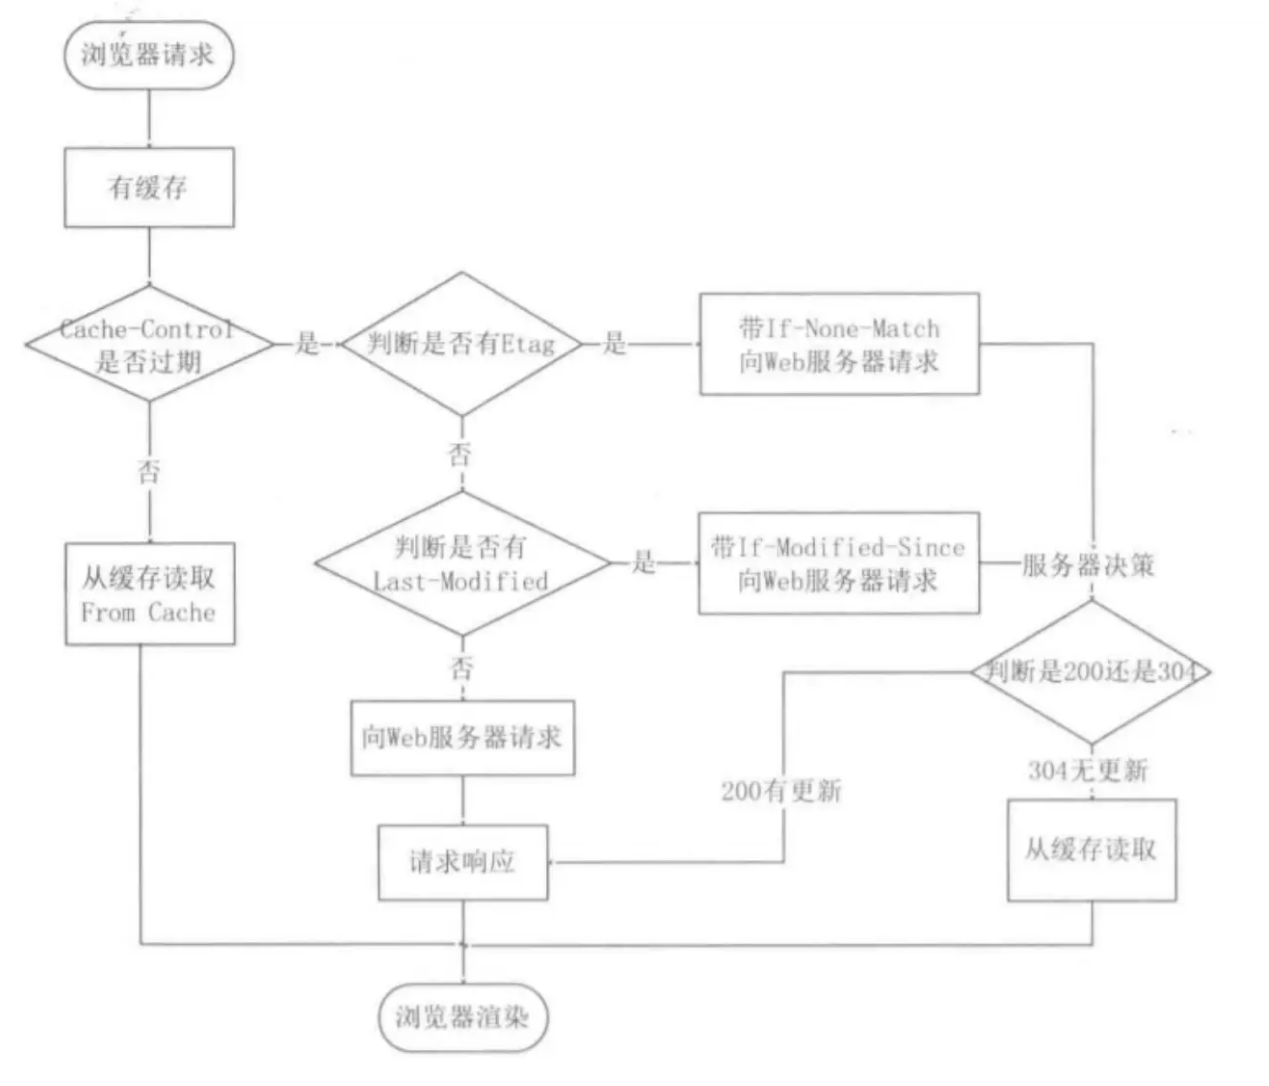 浏览器请求
有缓存
Cache-Control
是否过期
是
判断是否有Etag
是
带If-None-Match
向Web服务器请求
否
否
判断是否有
Last-Modified
是
带If-Modified-Since
向Web服务器请求
服务器决策
从缓存读取
From Cache
否
判断是200还是304
向Web服务器请求
200有更新
304无更新
请求响应
从缓存读取
浏览器渲染